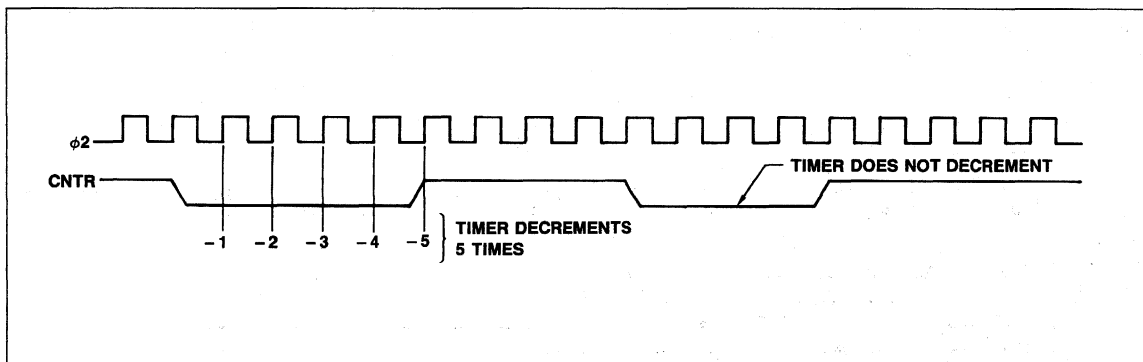 φ2
CNTR
TIMER DOES NOT DECREMENT
−1 −2 −3 −4 −5
TIMER DECREMENTS
5 TIMES